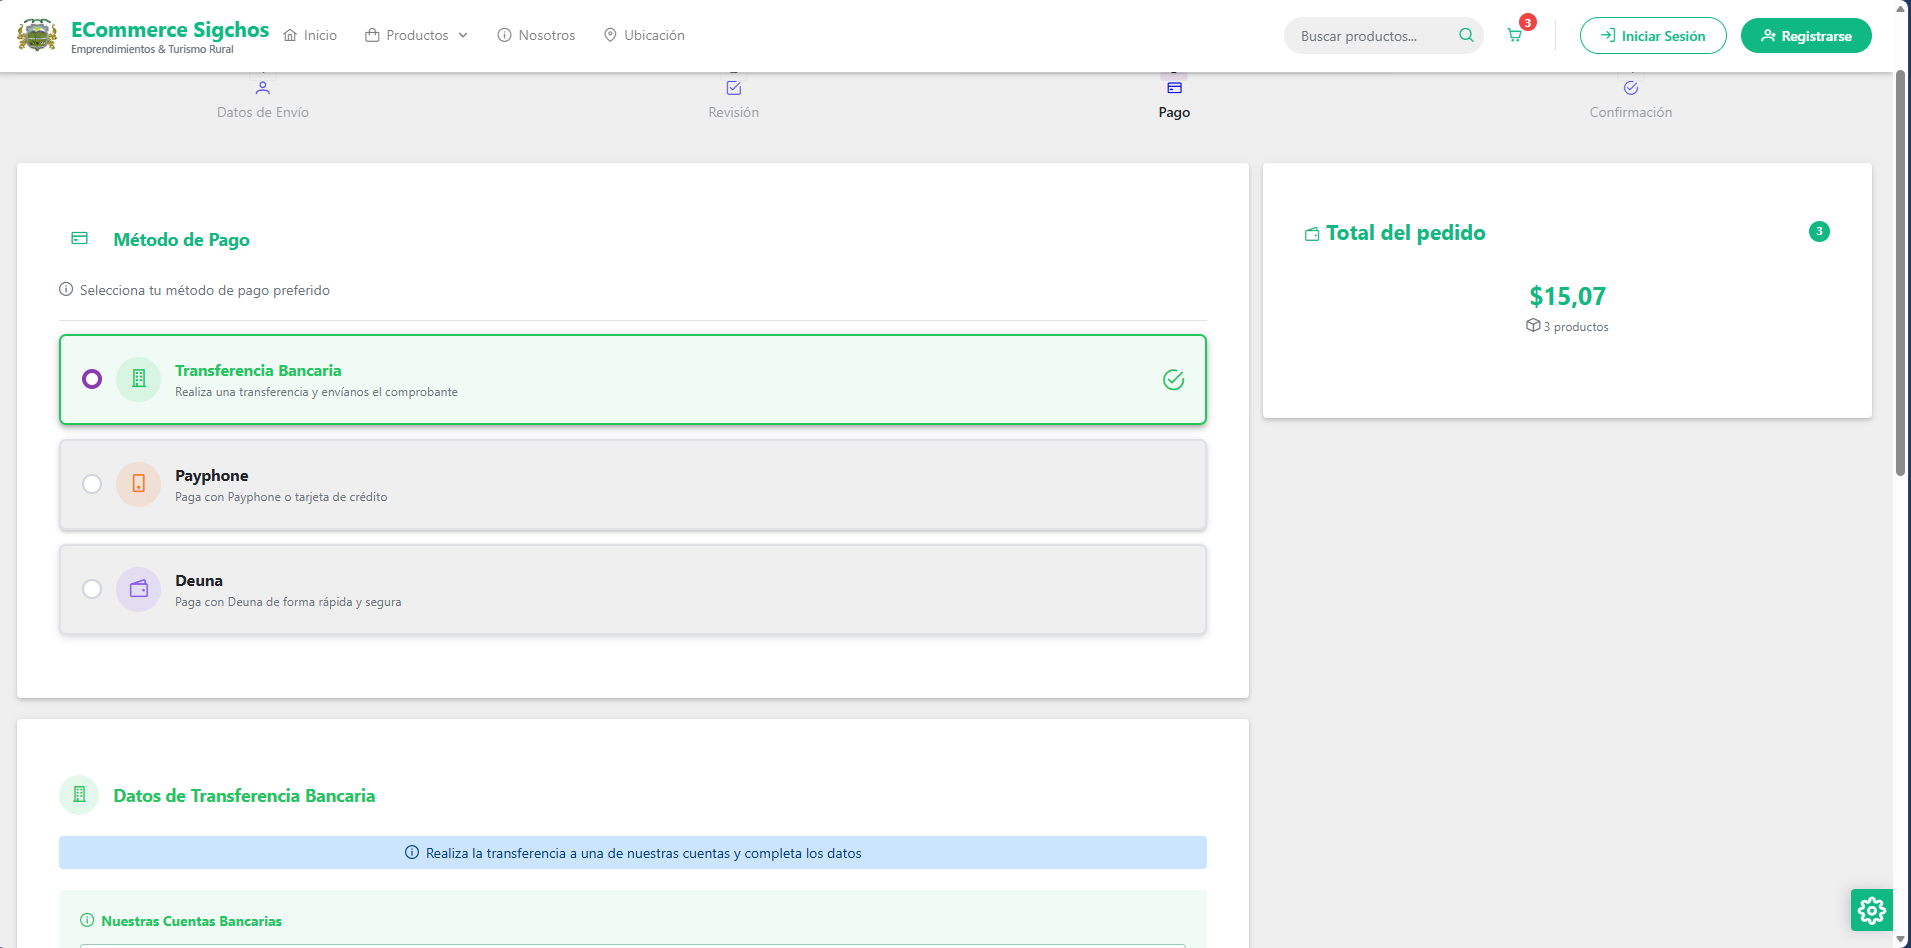 ECommerce Sigchos
Emprendimientos & Turismo Rural
Inicio
Productos
Nosotros
Ubicación
Buscar productos...
3
Iniciar Sesión
Registrarse
Datos de Envío
Revisión
Pago
Confirmación
Método de Pago
Selecciona tu método de pago preferido
Transferencia Bancaria
Realiza una transferencia y envíanos el comprobante
Payphone
Paga con Payphone o tarjeta de crédito
Deuna
Paga con Deuna de forma rápida y segura
Total del pedido
3
$15,07
3 productos
Datos de Transferencia Bancaria
Realiza la transferencia a una de nuestras cuentas y completa los datos
Nuestras Cuentas Bancarias